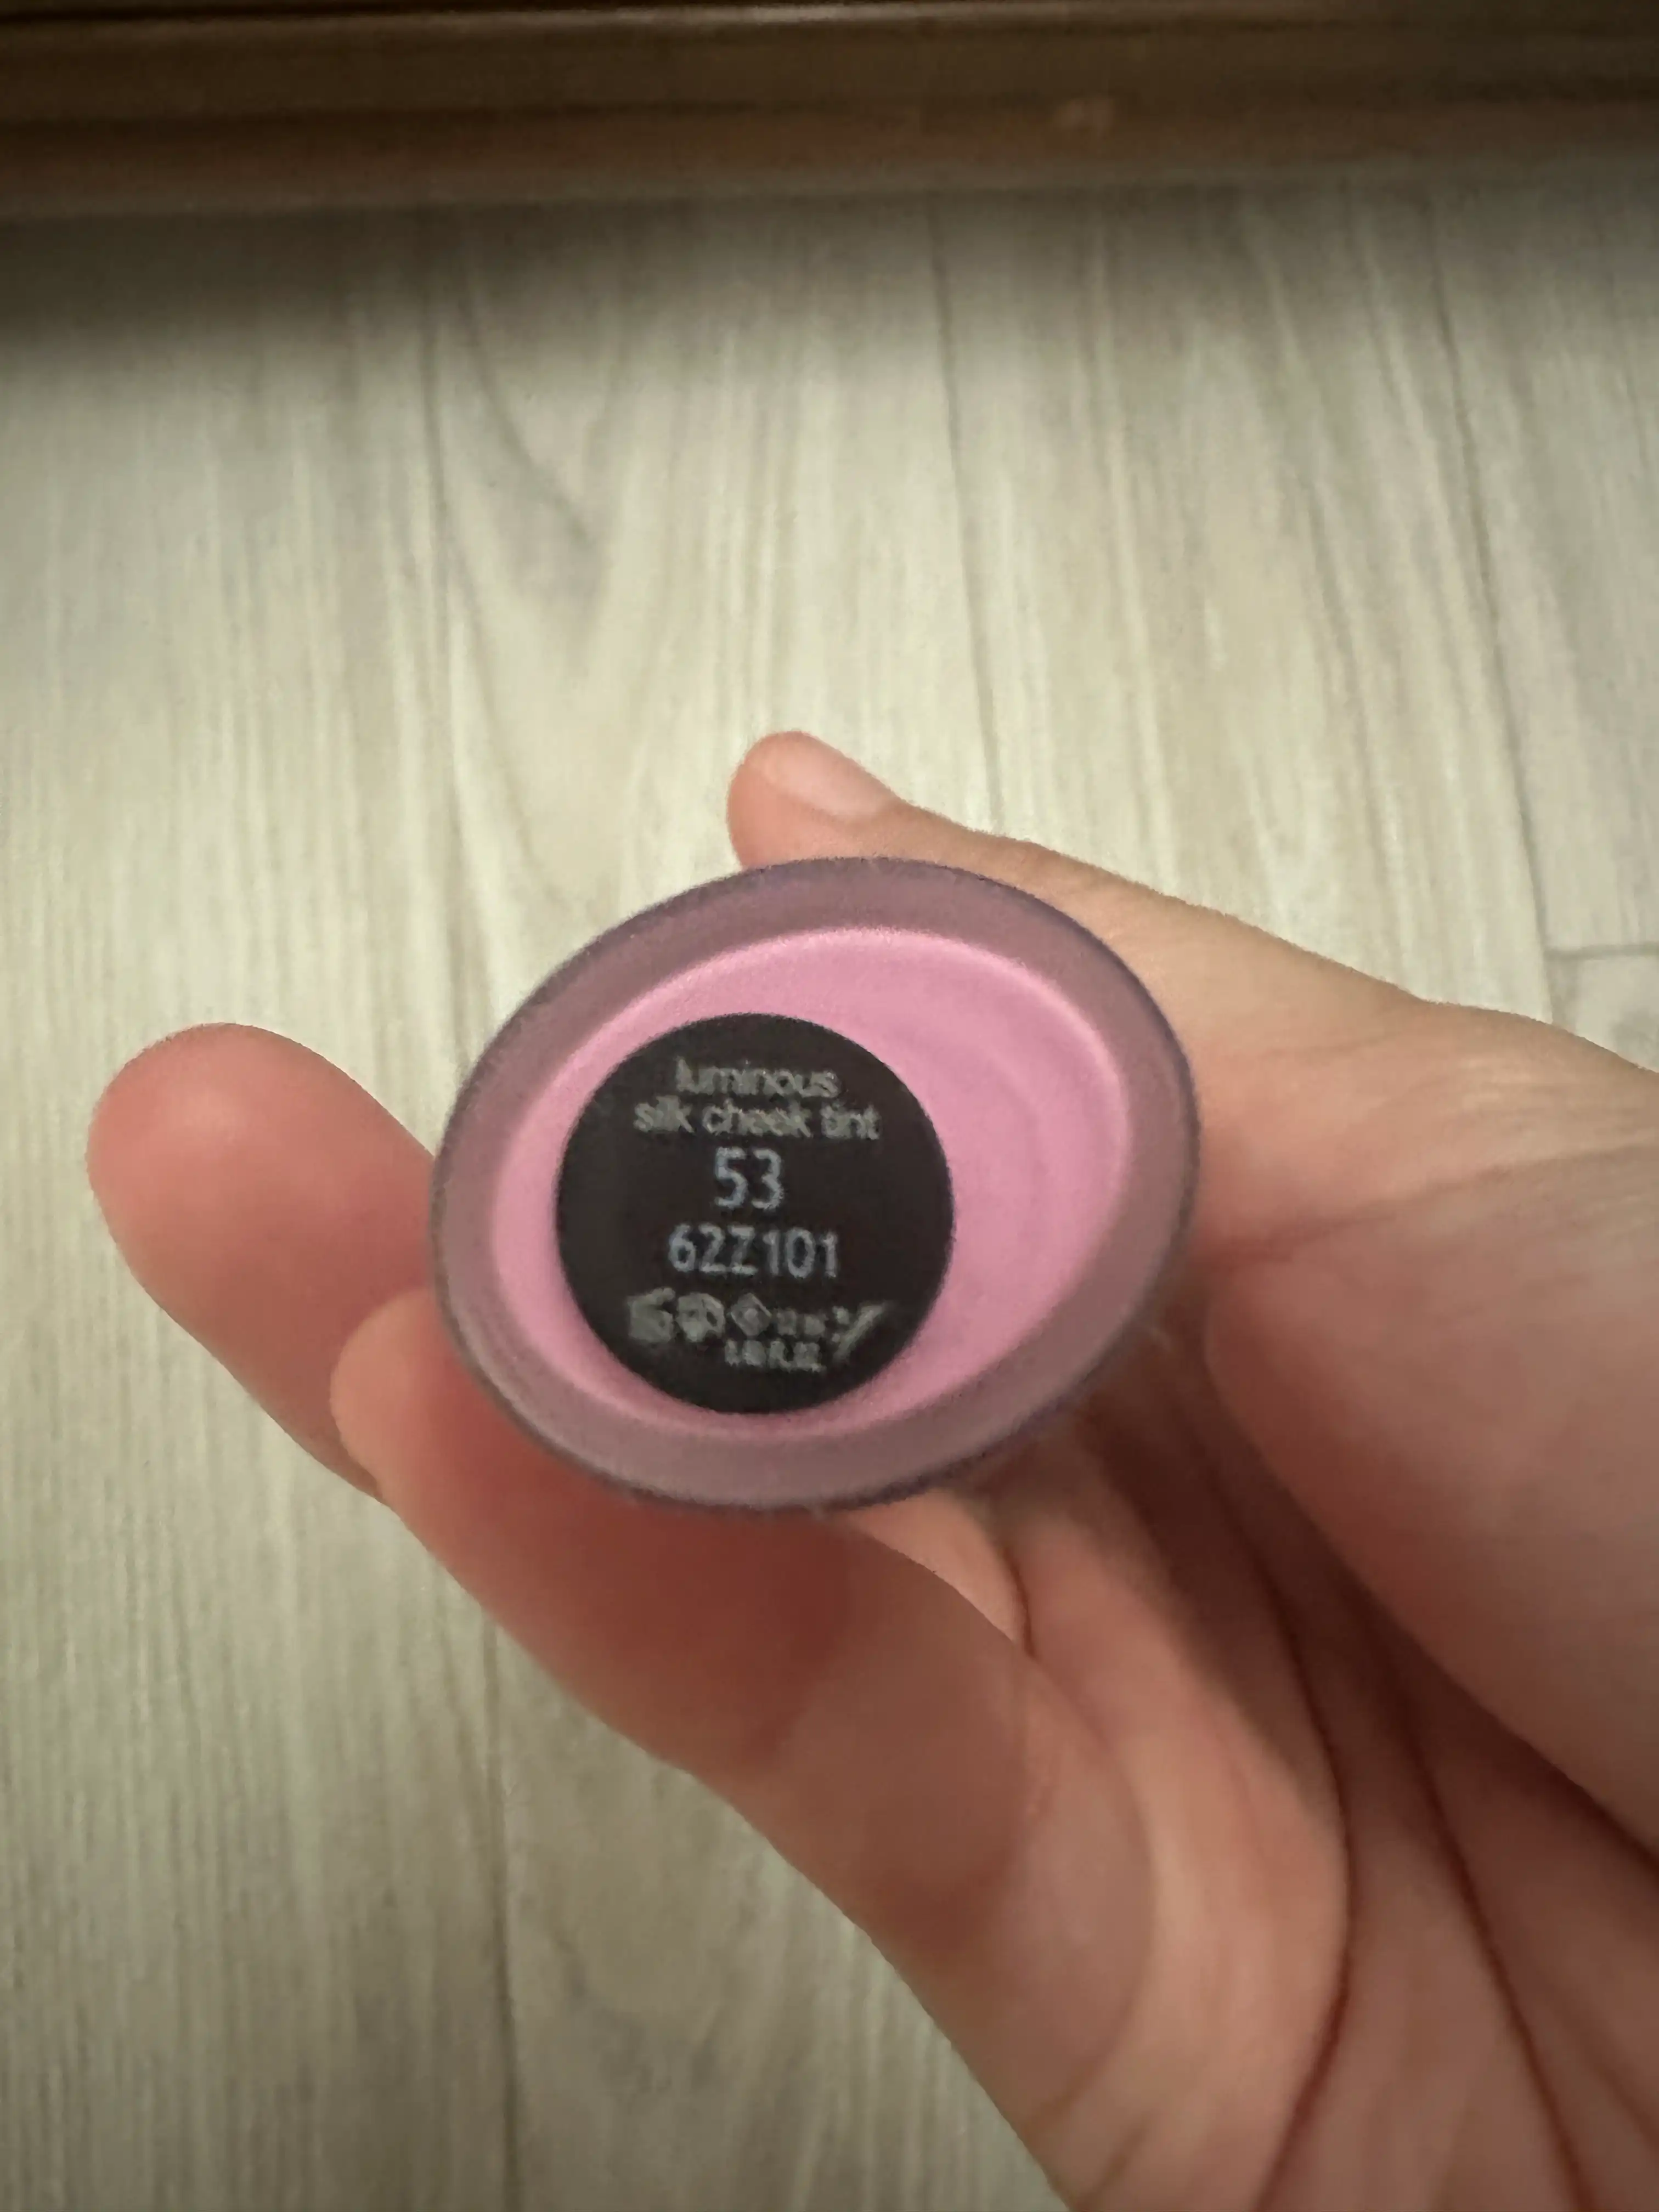 luminous
silk cheek tint
53
62Z101